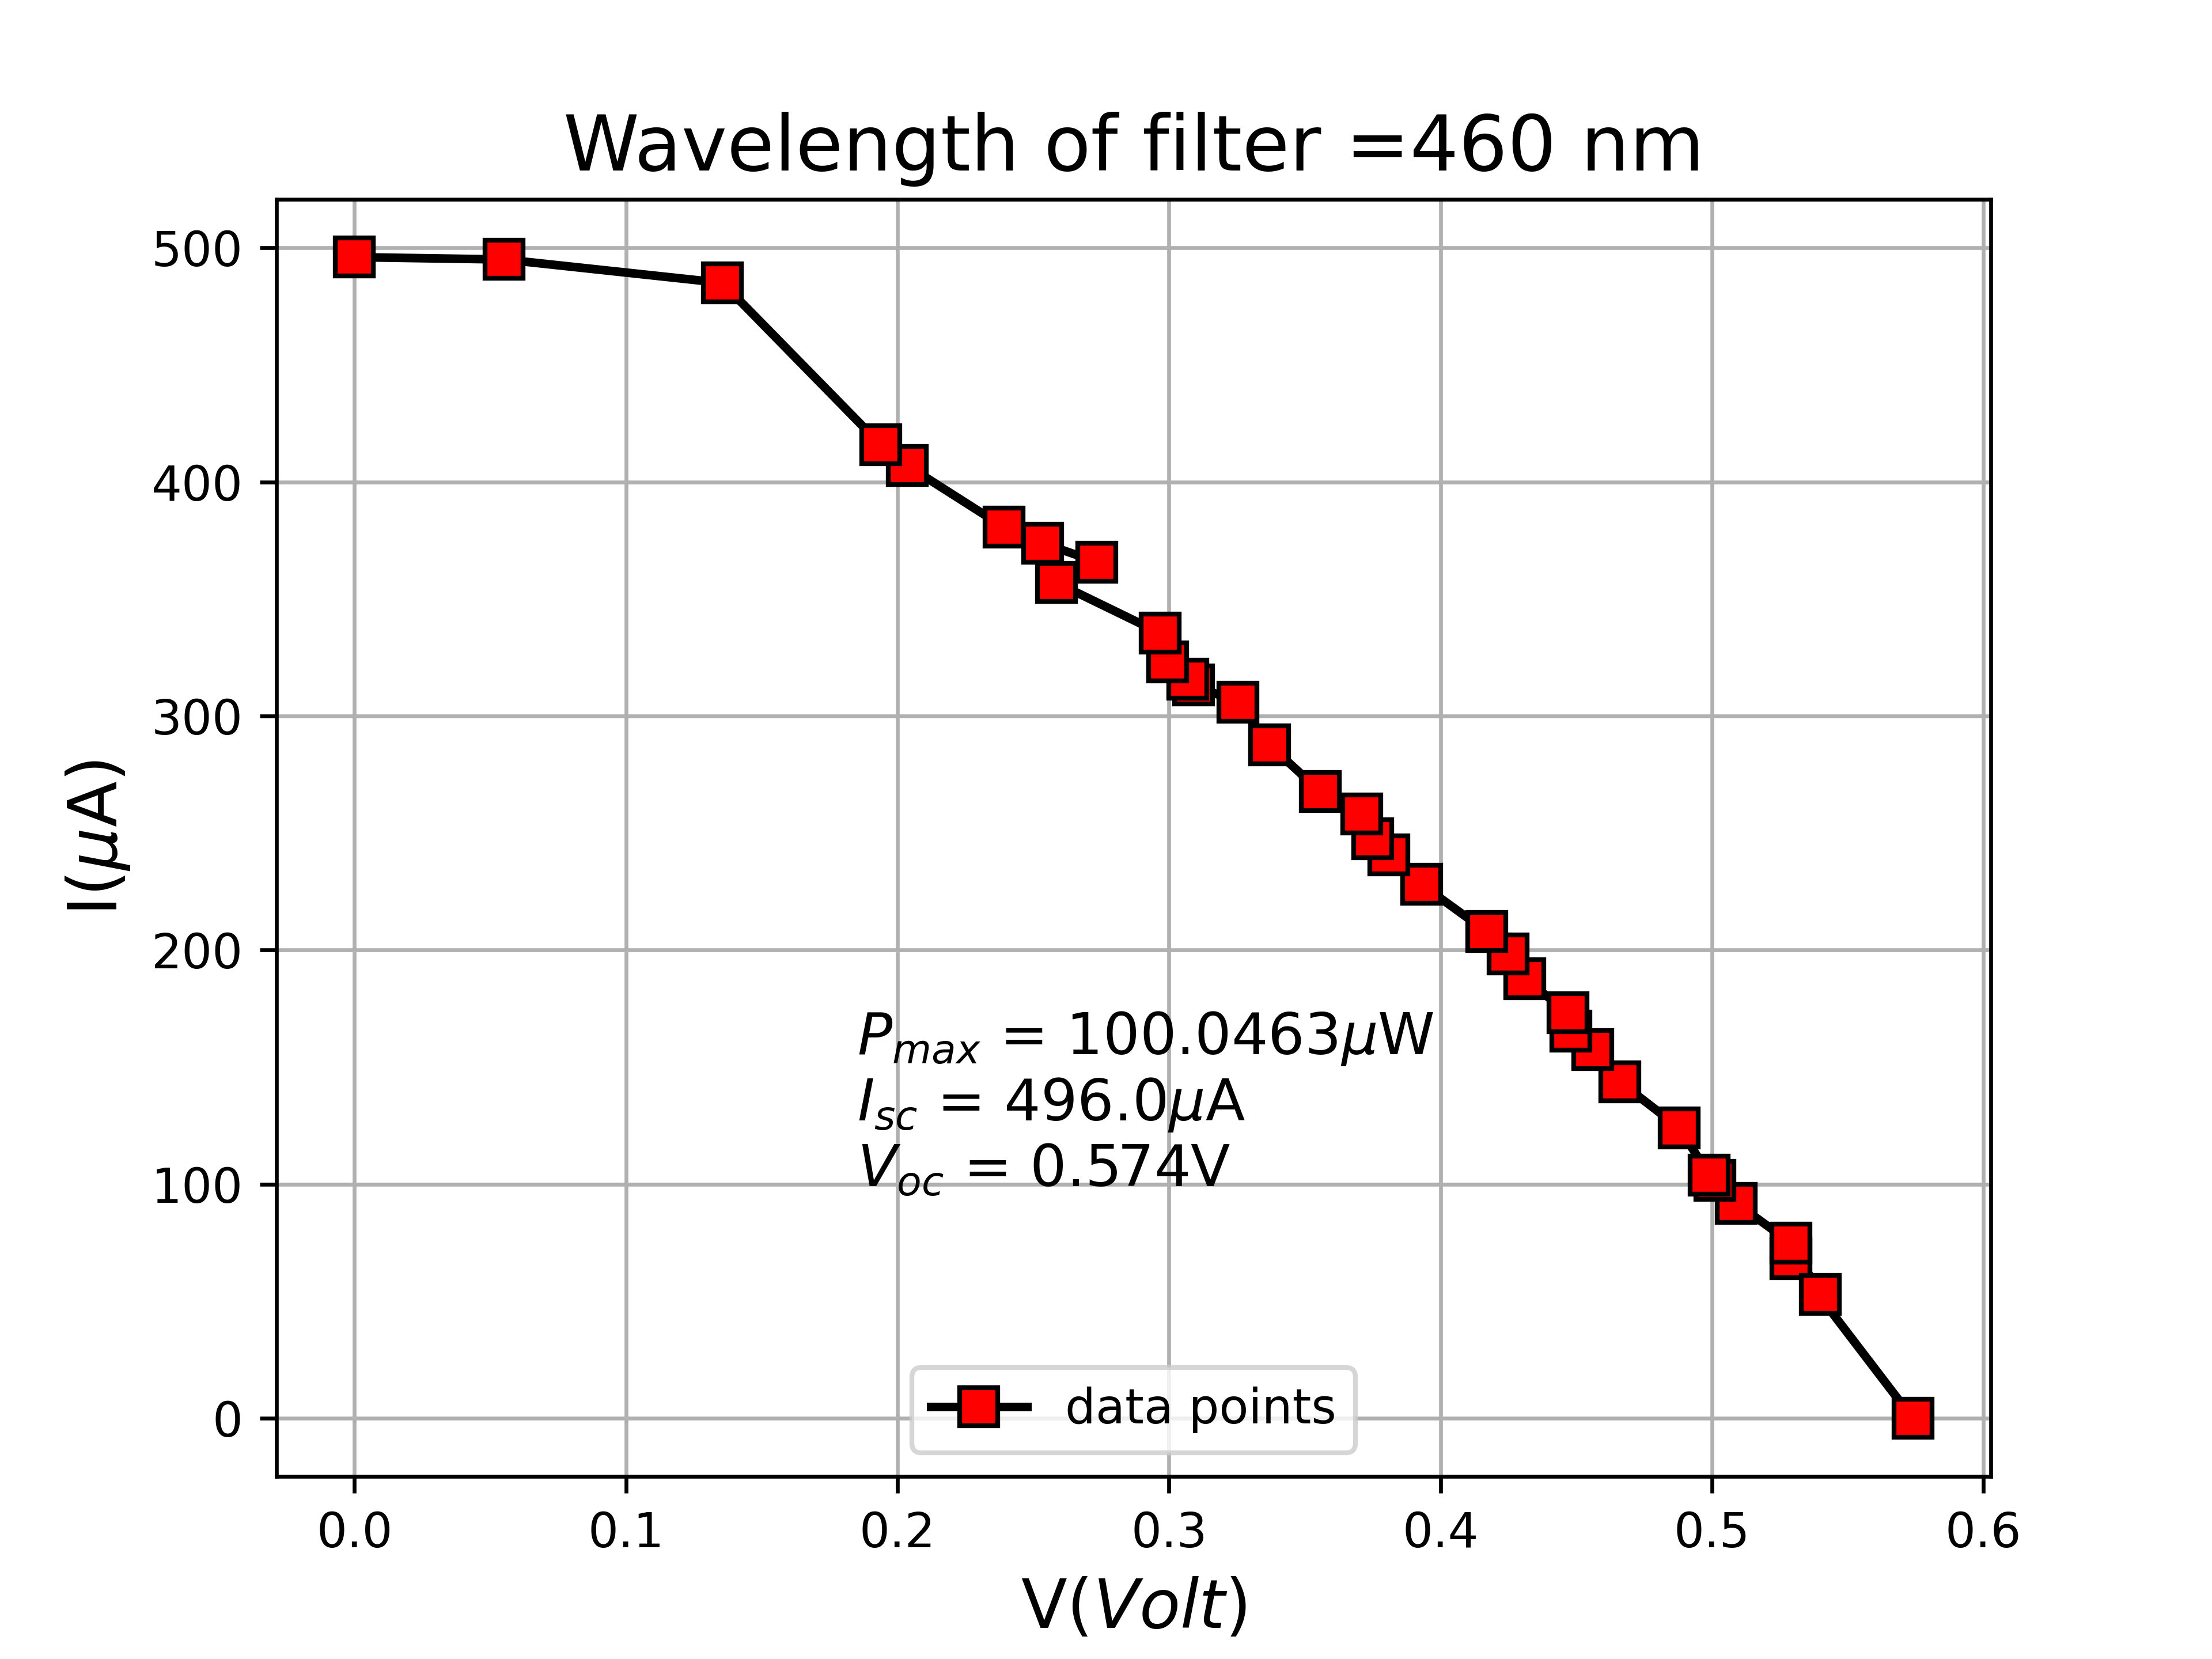 Wavelength of filter =460 nm
500
400
300
200
100
0
I(μA)
P_max = 100.0463μW
I_sc = 496.0μA
V_oc = 0.574V
data points
0.0 0.1 0.2 0.3 0.4 0.5 0.6
V(Volt)